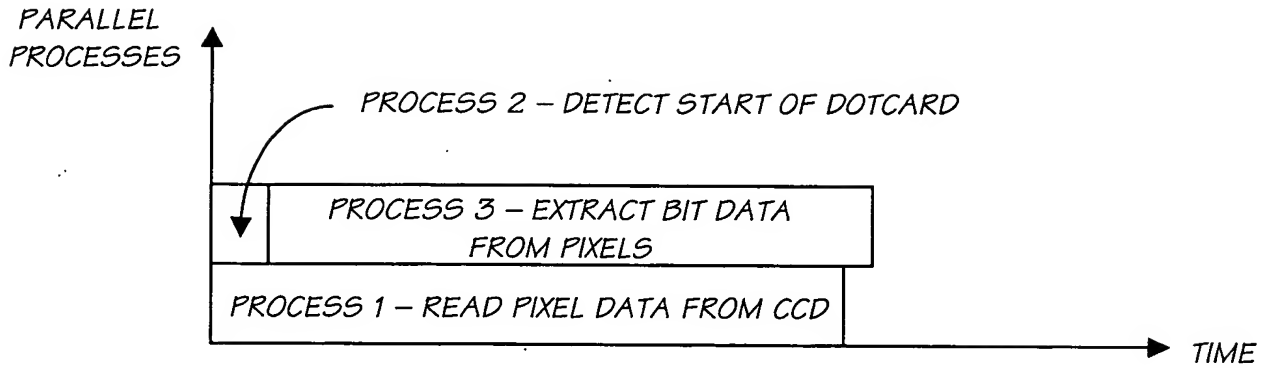 PARALLEL
PROCESSES
PROCESS 2 – DETECT START OF DOTCARD
PROCESS 3 – EXTRACT BIT DATA
FROM PIXELS
PROCESS 1 – READ PIXEL DATA FROM CCD
TIME